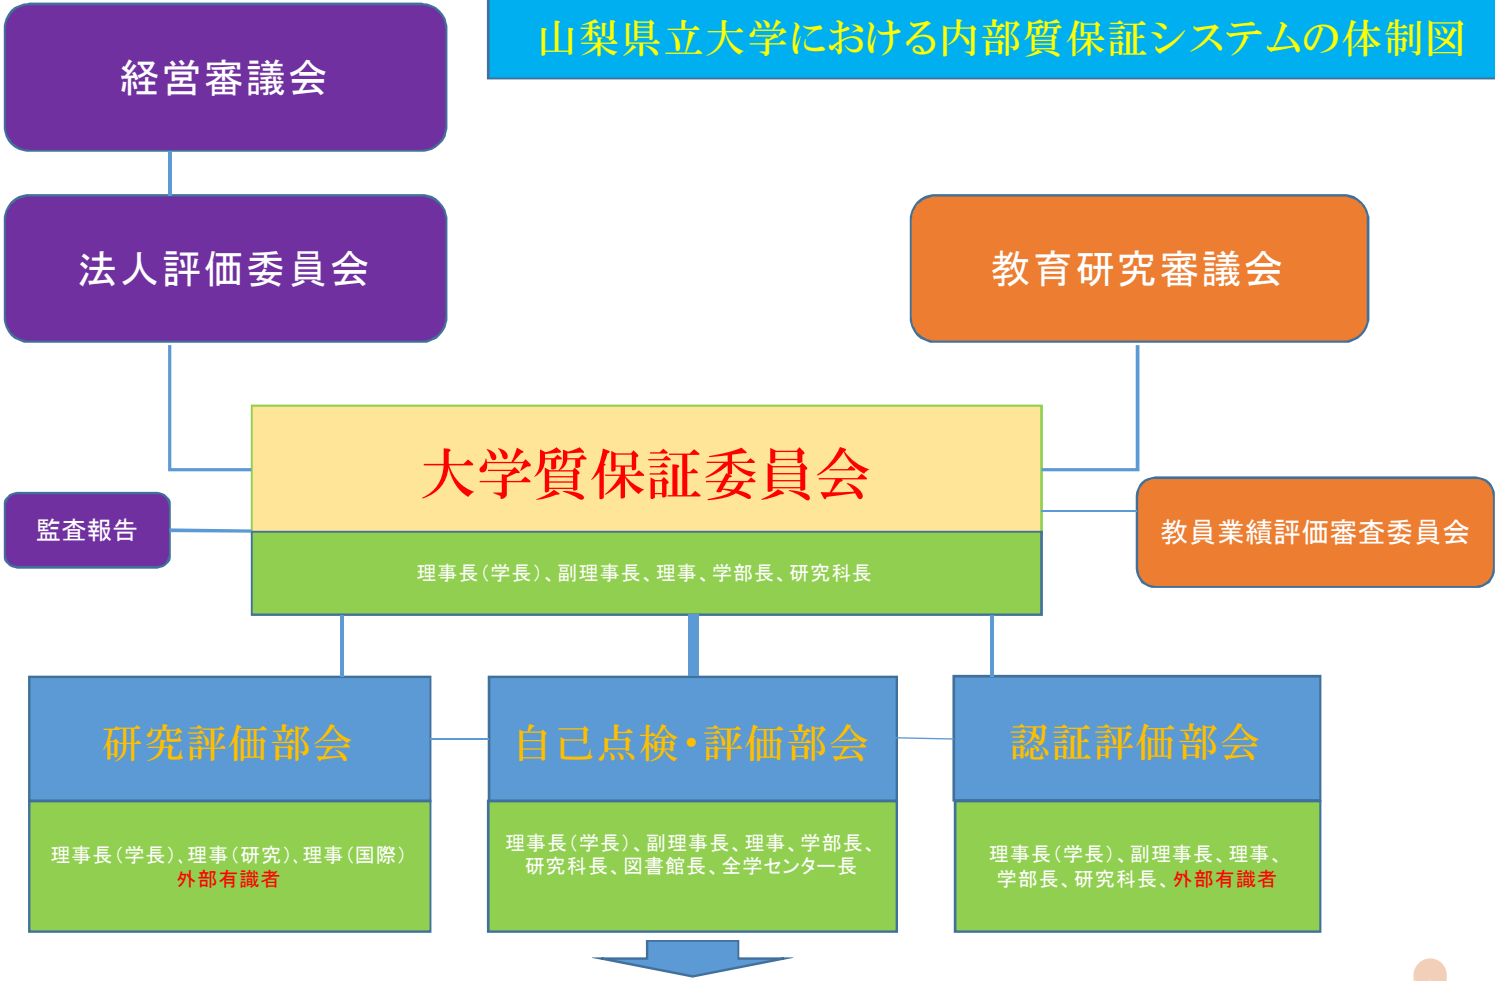 山梨県立大学における内部質保証システムの体制図
経営審議会
法人評価委員会
教育研究審議会
大学質保証委員会
理事長(学長)、副理事長、理事、学部長、研究科長
監査報告
教員業績評価審査委員会
研究評価部会
理事長(学長)、理事(研究)、理事(国際)
外部有識者
自己点検・評価部会
理事長(学長)、副理事長、理事、学部長、
研究科長、図書館長、全学センター長
認証評価部会
理事長(学長)、副理事長、理事、
学部長、研究科長、外部有識者